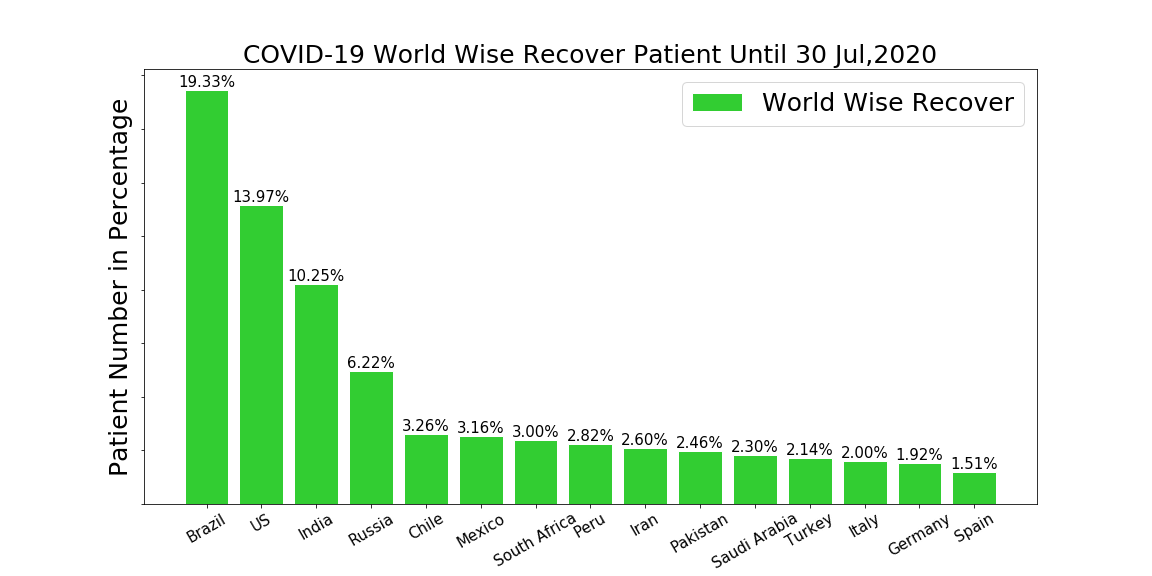 COVID-19 World Wise Recover Patient Until 30 Jul,2020
World Wise Recover
Patient Number in Percentage
19.33%
13.97%
10.25%
6.22%
3.26%
3.16%
3.00%
2.82%
2.60%
2.46%
2.30%
2.14%
2.00%
1.92%
1.51%
Brazil
US
India
Russia
Chile
Mexico
South Africa
Peru
Iran
Pakistan
Saudi Arabia
Turkey
Italy
Germany
Spain